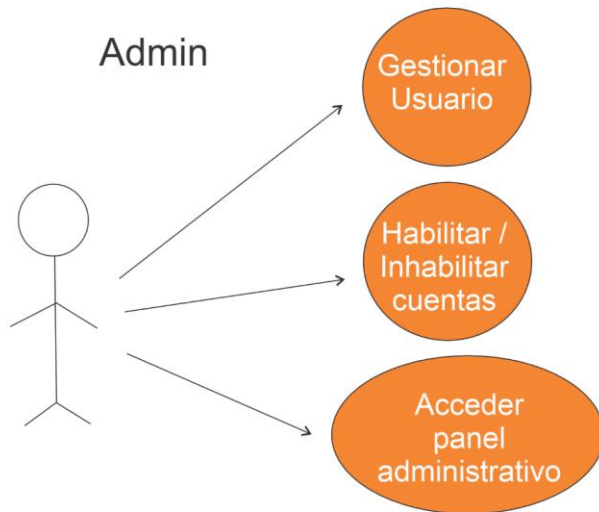 Admin
Gestionar
Usuario
Habilitar /
Inhabilitar
cuentas
Acceder
panel
administrativo